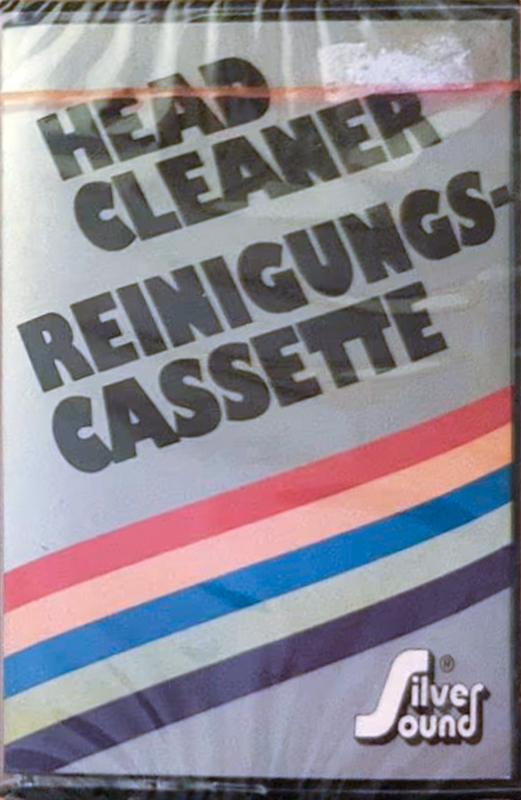 HEAD
CLEANER
REINIGUNGS-
CASSETTE
Silver ®
Sound